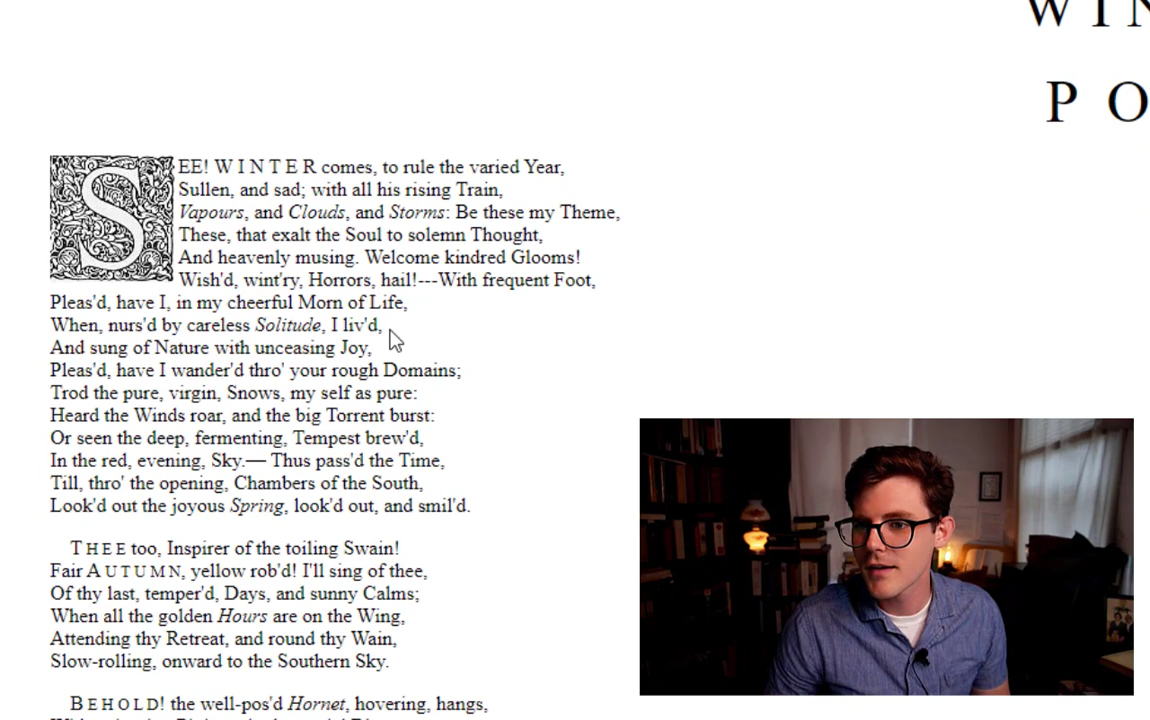 WIN
PO
SEE! WINTER comes, to rule the varied Year,
Sullen, and sad; with all his rising Train,
Vapours, and Clouds, and Storms: Be these my Theme,
These, that exalt the Soul to solemn Thought,
And heavenly musing. Welcome kindred Glooms!
Wish'd, wint'ry, Horrors, hail!---With frequent Foot,
Pleas'd, have I, in my cheerful Morn of Life,
When, nurs'd by careless Solitude, I liv'd,
And sung of Nature with unceasing Joy,
Pleas'd, have I wander'd thro' your rough Domains;
Trod the pure, virgin, Snows, my self as pure:
Heard the Winds roar, and the big Torrent burst:
Or seen the deep, fermenting, Tempest brew'd,
In the red, evening, Sky.— Thus pass'd the Time,
Till, thro' the opening, Chambers of the South,
Look'd out the joyous Spring, look'd out, and smil'd.
THEE too, Inspirer of the toiling Swain!
Fair AUTUMN, yellow rob'd! I'll sing of thee,
Of thy last, temper'd, Days, and sunny Calms;
When all the golden Hours are on the Wing,
Attending thy Retreat, and round thy Wain,
Slow-rolling, onward to the Southern Sky.
BEHOLD! the well-pos'd Hornet, hovering, hangs,